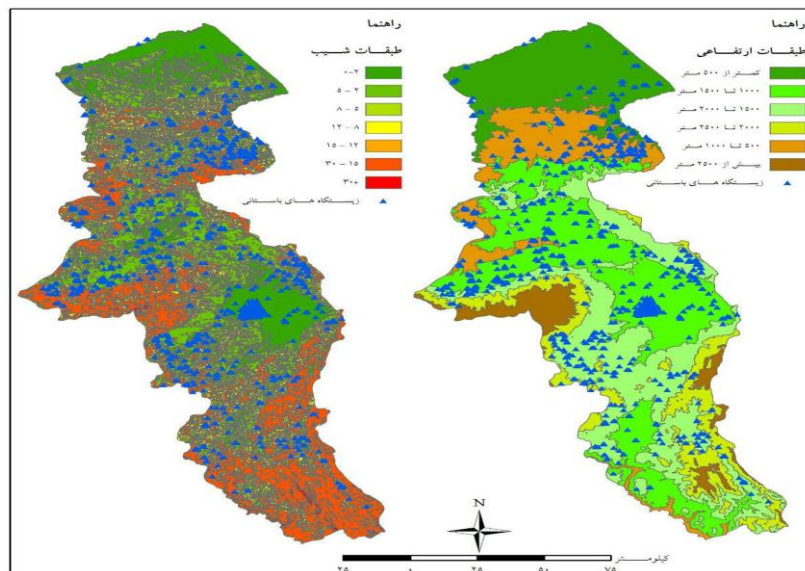 راهنما
طبقات ارتفاعی
کمتر از ۵۰۰ متر
۱۰۰۰ تا ۱۵۰۰ متر
۱۵۰۰ تا ۲۰۰۰ متر
۲۰۰۰ تا ۲۵۰۰ متر
۵۰۰ تا ۱۰۰۰ متر
بیش از ۲۵۰۰ متر
زیستگاه های باستانی
راهنما
طبقات شیب
۰-۲
۵ - ۲
۸ - ۵
۱۲ - ۸
۱۵ - ۱۲
۳۰ - ۱۵
۳۰+
زیستگاه های باستانی
N
کیلومتر
۲۵ ۰ ۲۵ ۵۰ ۷۵